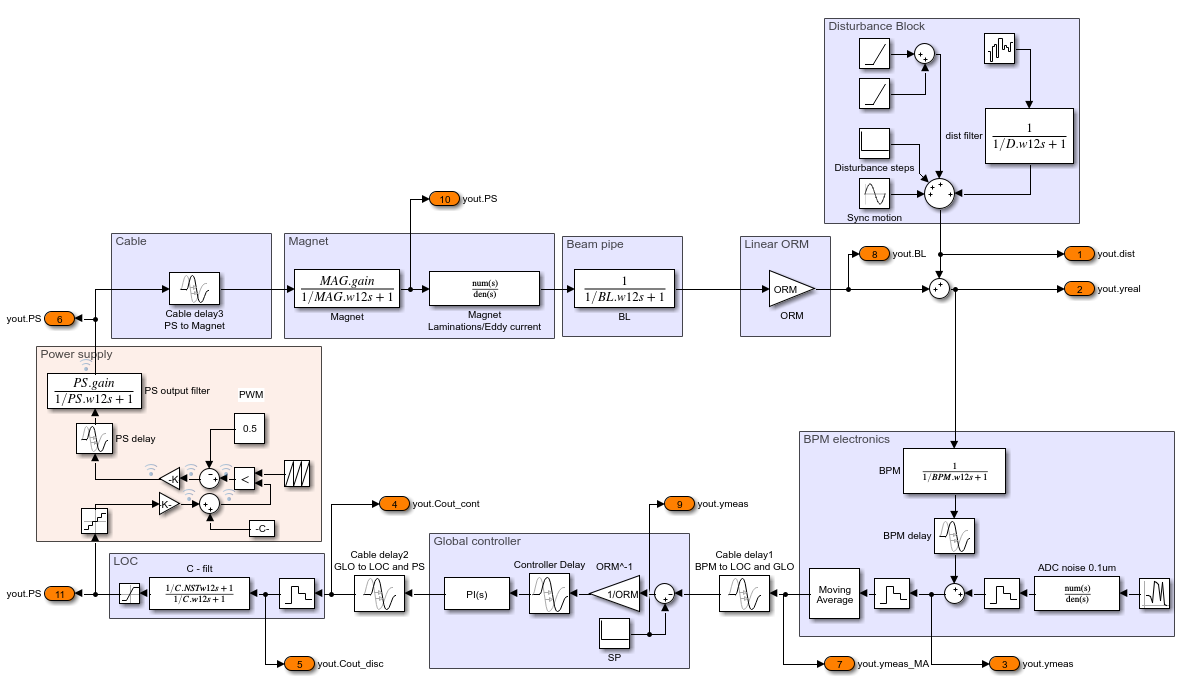 Disturbance Block
dist filter
1
1/D.w12s + 1
Disturbance steps
Sync motion
10 yout.PS
Cable
Cable delay3
PS to Magnet
Magnet
MAG.gain
1/MAG.w12s + 1
Magnet
num(s)
den(s)
Magnet
Laminations/Eddy current
Beam pipe
1
1/BL.w12s + 1
BL
Linear ORM
ORM
ORM
8 yout.BL
1 yout.dist
2 yout.yreal
yout.PS 6
Power supply
PS.gain
1/PS.w12s + 1
PS output filter
PWM
0.5
PS delay
-K
<
-K-
-C-
BPM electronics
BPM
1
1/BPM.w12s + 1
BPM delay
ADC noise 0.1um
num(s)
den(s)
Moving
Average
4 yout.Cout_cont
9 yout.ymeas
Cable delay1
BPM to LOC and GLO
Global controller
ORM^-1
1/ORM
Controller Delay
PI(s)
SP
Cable delay2
GLO to LOC and PS
LOC
C - filt
1/C.NSTw12s + 1
1/C.w12s + 1
yout.PS 11
5 yout.Cout_disc
7 yout.ymeas_MA
3 yout.ymeas